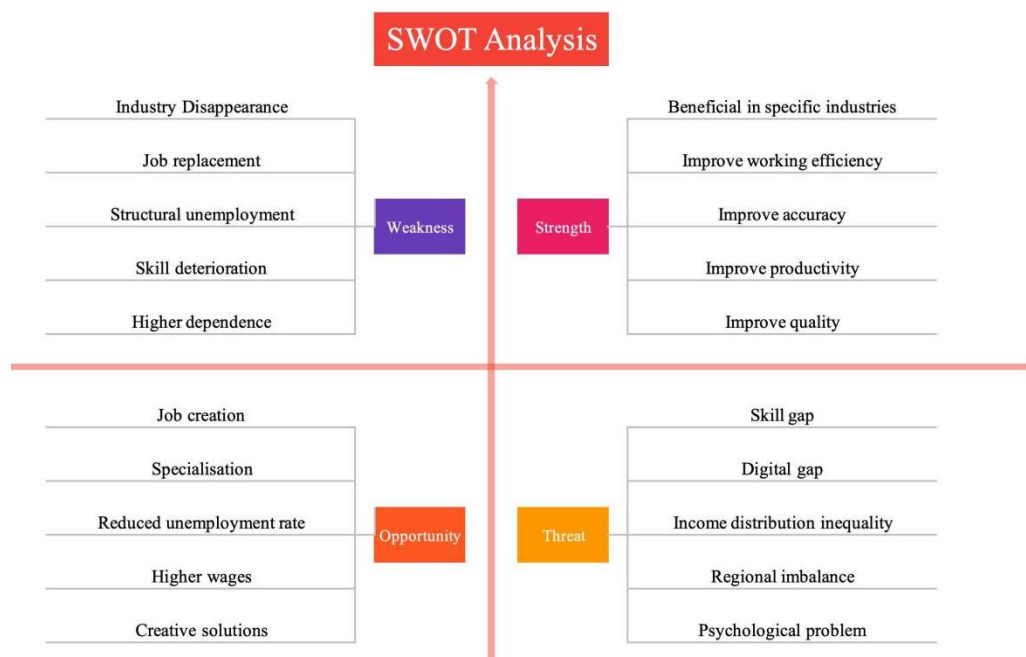 SWOT Analysis
Industry Disappearance
Job replacement
Structural unemployment
Skill deterioration
Higher dependence
Weakness
Strength
Beneficial in specific industries
Improve working efficiency
Improve accuracy
Improve productivity
Improve quality
Job creation
Specialisation
Reduced unemployment rate
Higher wages
Creative solutions
Opportunity
Threat
Skill gap
Digital gap
Income distribution inequality
Regional imbalance
Psychological problem